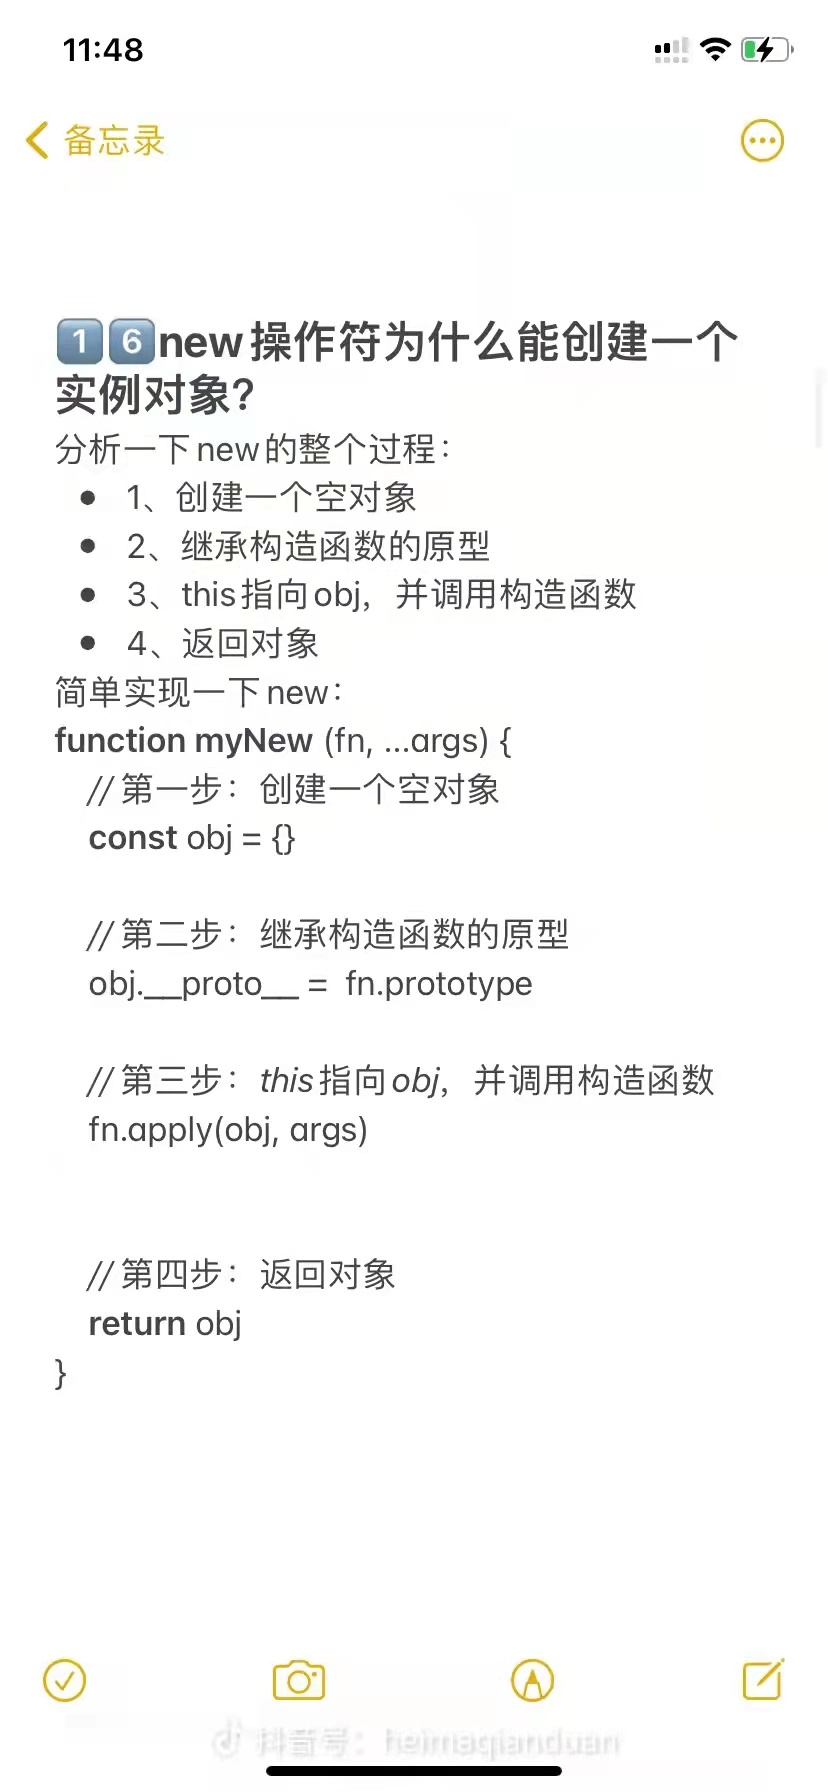 11:48
备忘录
16new操作符为什么能创建一个
实例对象?
分析一下new的整个过程：
• 1、创建一个空对象
• 2、继承构造函数的原型
• 3、this指向obj，并调用构造函数
• 4、返回对象
简单实现一下new：
function myNew (fn, ...args) {
//第一步：创建一个空对象
const obj = {}
//第二步：继承构造函数的原型
obj.__proto__ = fn.prototype
//第三步：this指向obj，并调用构造函数
fn.apply(obj, args)
//第四步：返回对象
return obj
}
抖音号：heimaqianduan